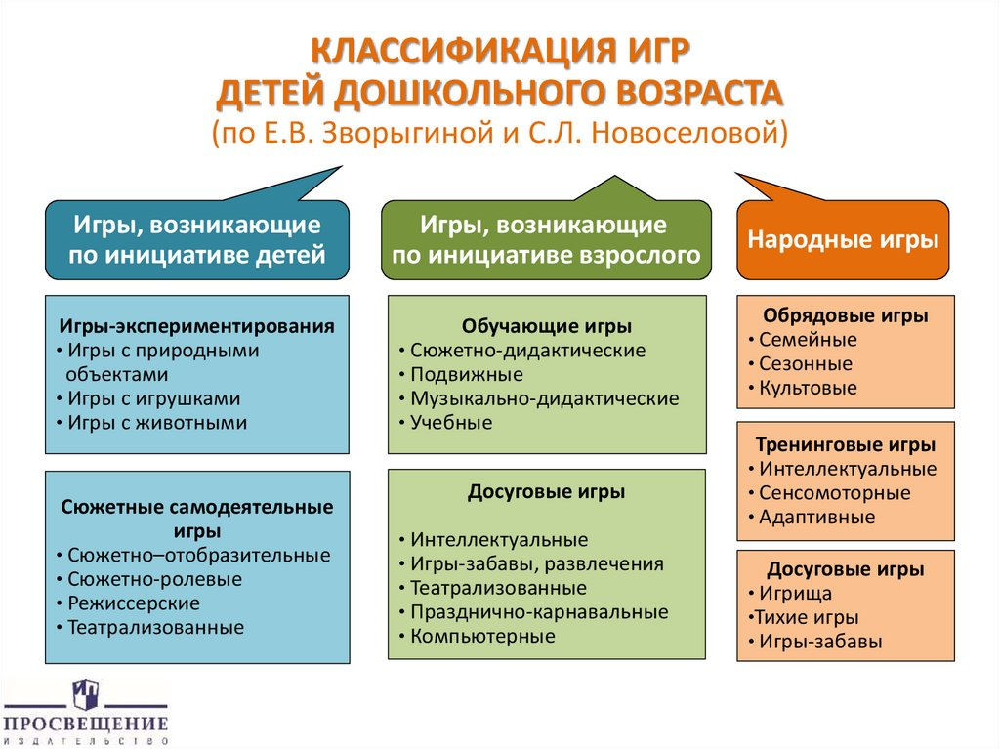 КЛАССИФИКАЦИЯ ИГР
ДЕТЕЙ ДОШКОЛЬНОГО ВОЗРАСТА
(по Е.В. Зворыгиной и С.Л. Новоселовой)
Игры, возникающие
по инициативе детей
Игры-экспериментирования
• Игры с природными
объектами
• Игры с игрушками
• Игры с животными
Сюжетные самодеятельные
игры
• Сюжетно–отобразительные
• Сюжетно-ролевые
• Режиссерские
• Театрализованные
Игры, возникающие
по инициативе взрослого
Обучающие игры
• Сюжетно-дидактические
• Подвижные
• Музыкально-дидактические
• Учебные
Досуговые игры
• Интеллектуальные
• Игры-забавы, развлечения
• Театрализованные
• Празднично-карнавальные
• Компьютерные
Народные игры
Обрядовые игры
• Семейные
• Сезонные
• Культовые
Тренинговые игры
• Интеллектуальные
• Сенсомоторные
• Адаптивные
Досуговые игры
• Игрища
•Тихие игры
• Игры-забавы
ИП
ПРОСВЕЩЕНИЕ
ИЗДАТЕЛЬСТВО